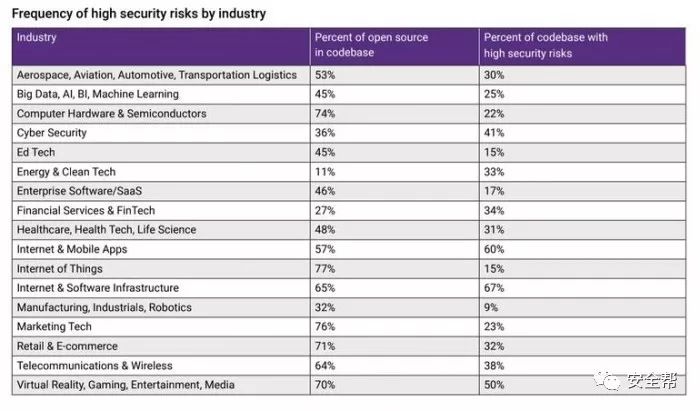 Frequency of high security risks by industry
Industry Percent of open source in codebase Percent of codebase with high security risks
Aerospace, Aviation, Automotive, Transportation Logistics 53% 30%
Big Data, AI, BI, Machine Learning 45% 25%
Computer Hardware & Semiconductors 74% 22%
Cyber Security 36% 41%
Ed Tech 45% 15%
Energy & Clean Tech 11% 33%
Enterprise Software/SaaS 46% 17%
Financial Services & FinTech 27% 34%
Healthcare, Health Tech, Life Science 48% 31%
Internet & Mobile Apps 57% 60%
Internet of Things 77% 15%
Internet & Software Infrastructure 65% 67%
Manufacturing, Industrials, Robotics 32% 9%
Marketing Tech 76% 23%
Retail & E-commerce 71% 32%
Telecommunications & Wireless 64% 38%
Virtual Reality, Gaming, Entertainment, Media 70% 50%
安全帮